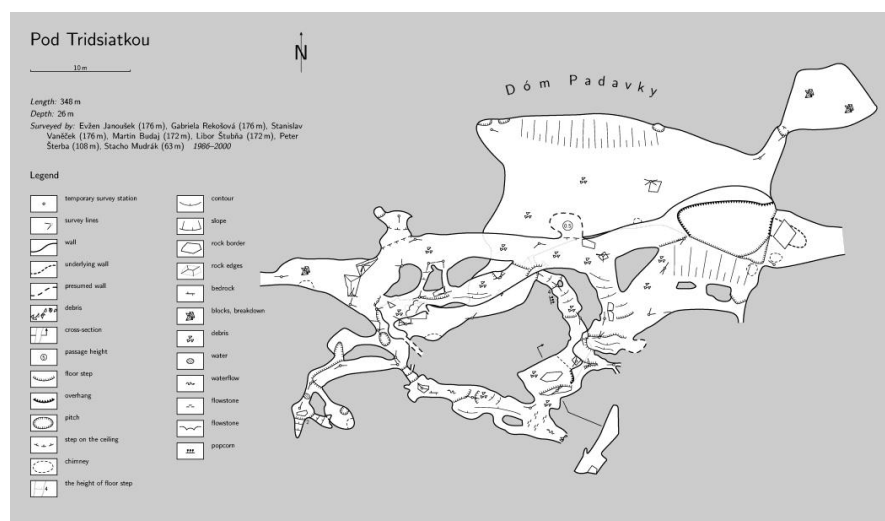 Pod Tridsiatkou
10 m
N
Length: 348 m
Depth: 26 m
Surveyed by: Evžen Janoušek (176 m), Gabriela Rekošová (176 m), Stanislav
Vaněček (176 m), Martin Budaj (172 m), Libor Štubňa (172 m), Peter
Šterba (108 m), Stacho Mudrák (63 m) 1986–2000
Legend
temporary survey station
survey lines
wall
underlying wall
presumed wall
debris
cross-section
passage height
floor step
overhang
pitch
step on the ceiling
chimney
the height of floor step
contour
slope
rock border
rock edges
bedrock
blocks, breakdown
debris
water
waterflow
flowstone
flowstone
popcorn
Dóm Padavky
0.5